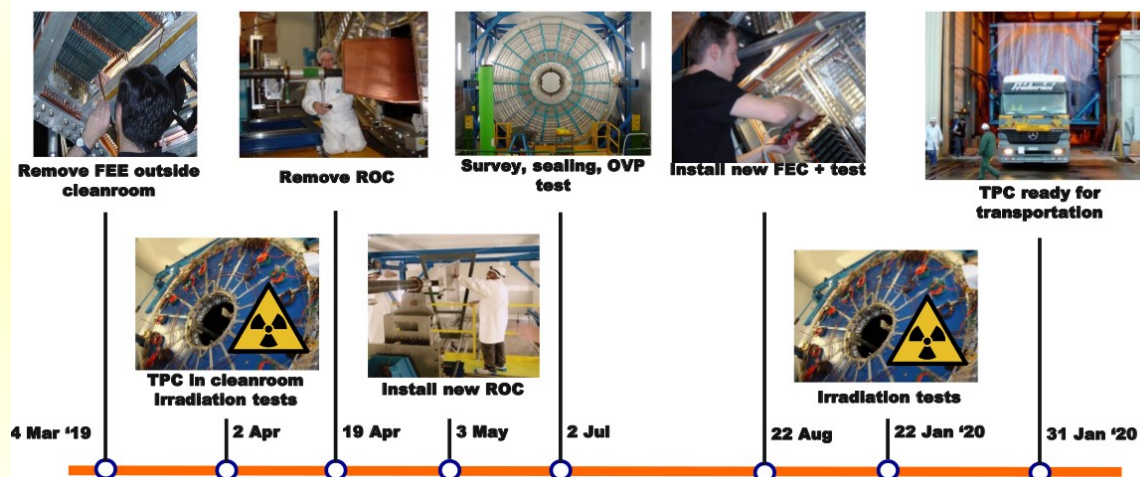 Remove FEE outside
cleanroom
Remove ROC
Survey, sealing, OVP
test
Install new FEC + test
TPC ready for
transportation
TPC in cleanroom
Irradiation tests
Install new ROC
Irradiation tests
4 Mar ‘19
2 Apr
19 Apr
3 May
2 Jul
22 Aug
22 Jan ‘20
31 Jan ‘20